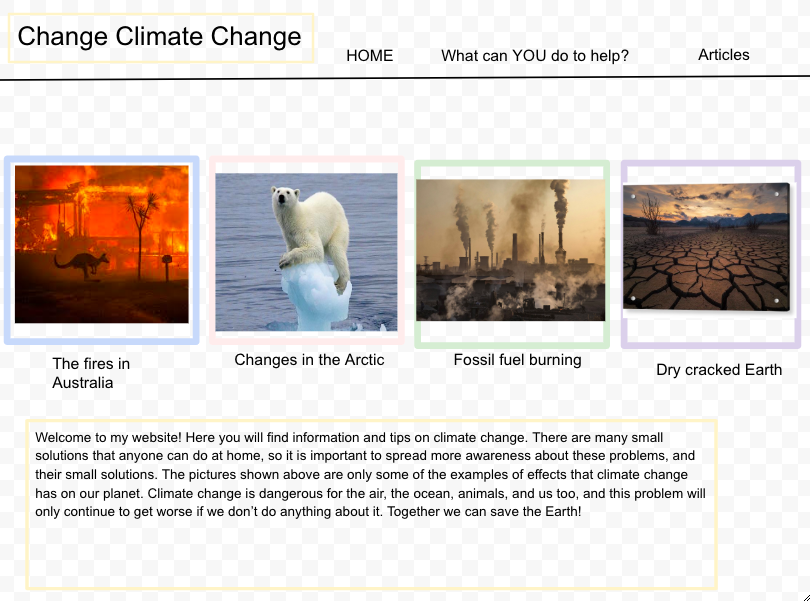 Change Climate Change
HOME
What can YOU do to help?
Articles
The fires in
Australia
Changes in the Arctic
Fossil fuel burning
Dry cracked Earth
Welcome to my website! Here you will find information and tips on climate change. There are many small
solutions that anyone can do at home, so it is important to spread more awareness about these problems, and
their small solutions. The pictures shown above are only some of the examples of effects that climate change
has on our planet. Climate change is dangerous for the air, the ocean, animals, and us too, and this problem will
only continue to get worse if we don’t do anything about it. Together we can save the Earth!